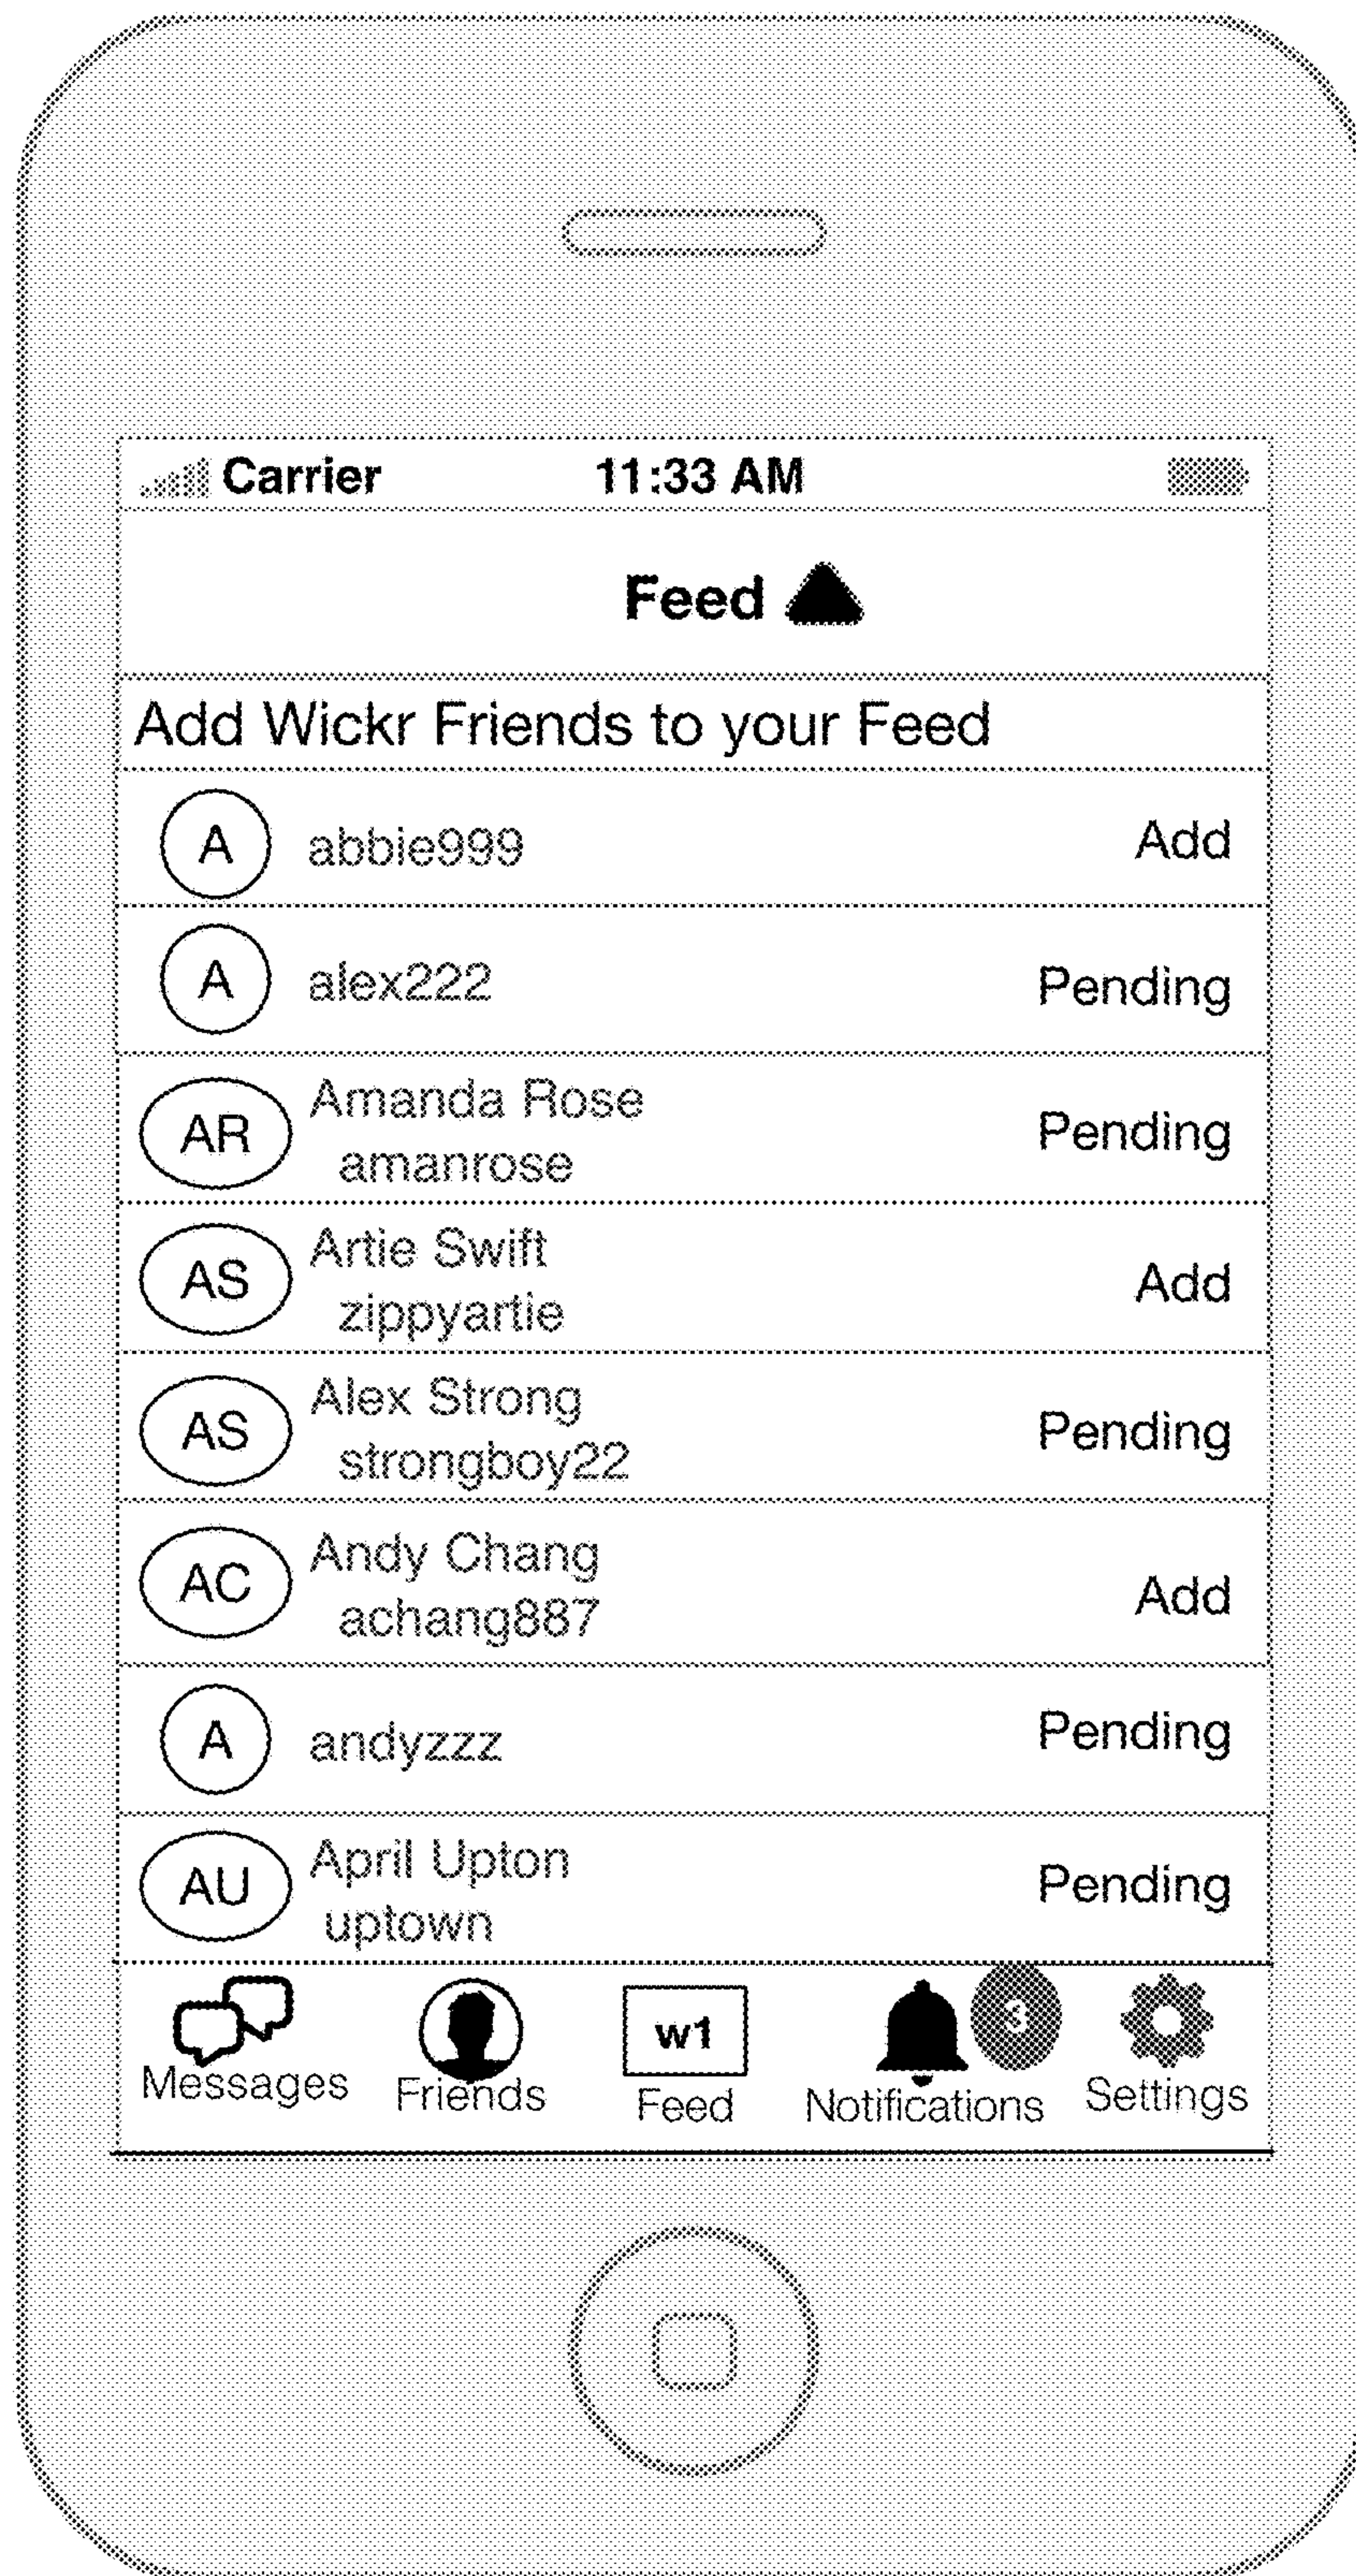 Carrier 11:33 AM
Feed
Add Wickr Friends to your Feed
A abbie999 Add
A alex222 Pending
AR Amanda Rose Pending
amanrose
AS Artie Swift Add
zippyartie
AS Alex Strong Pending
strongboy22
AC Andy Chang Add
achang887
A andyzzz Pending
AU April Upton Pending
uptown
w1 3
Messages Friends Feed Notifications Settings